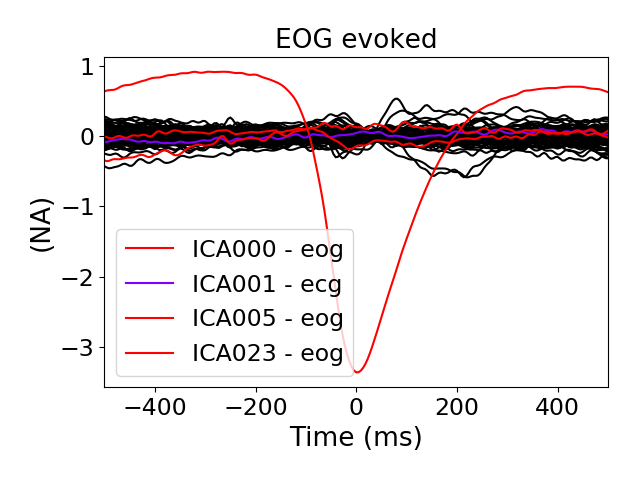 EOG evoked
(NA)
1
0
−1
−2
−3
ICA000 - eog
ICA001 - ecg
ICA005 - eog
ICA023 - eog
−400
−200
0
200
400
Time (ms)